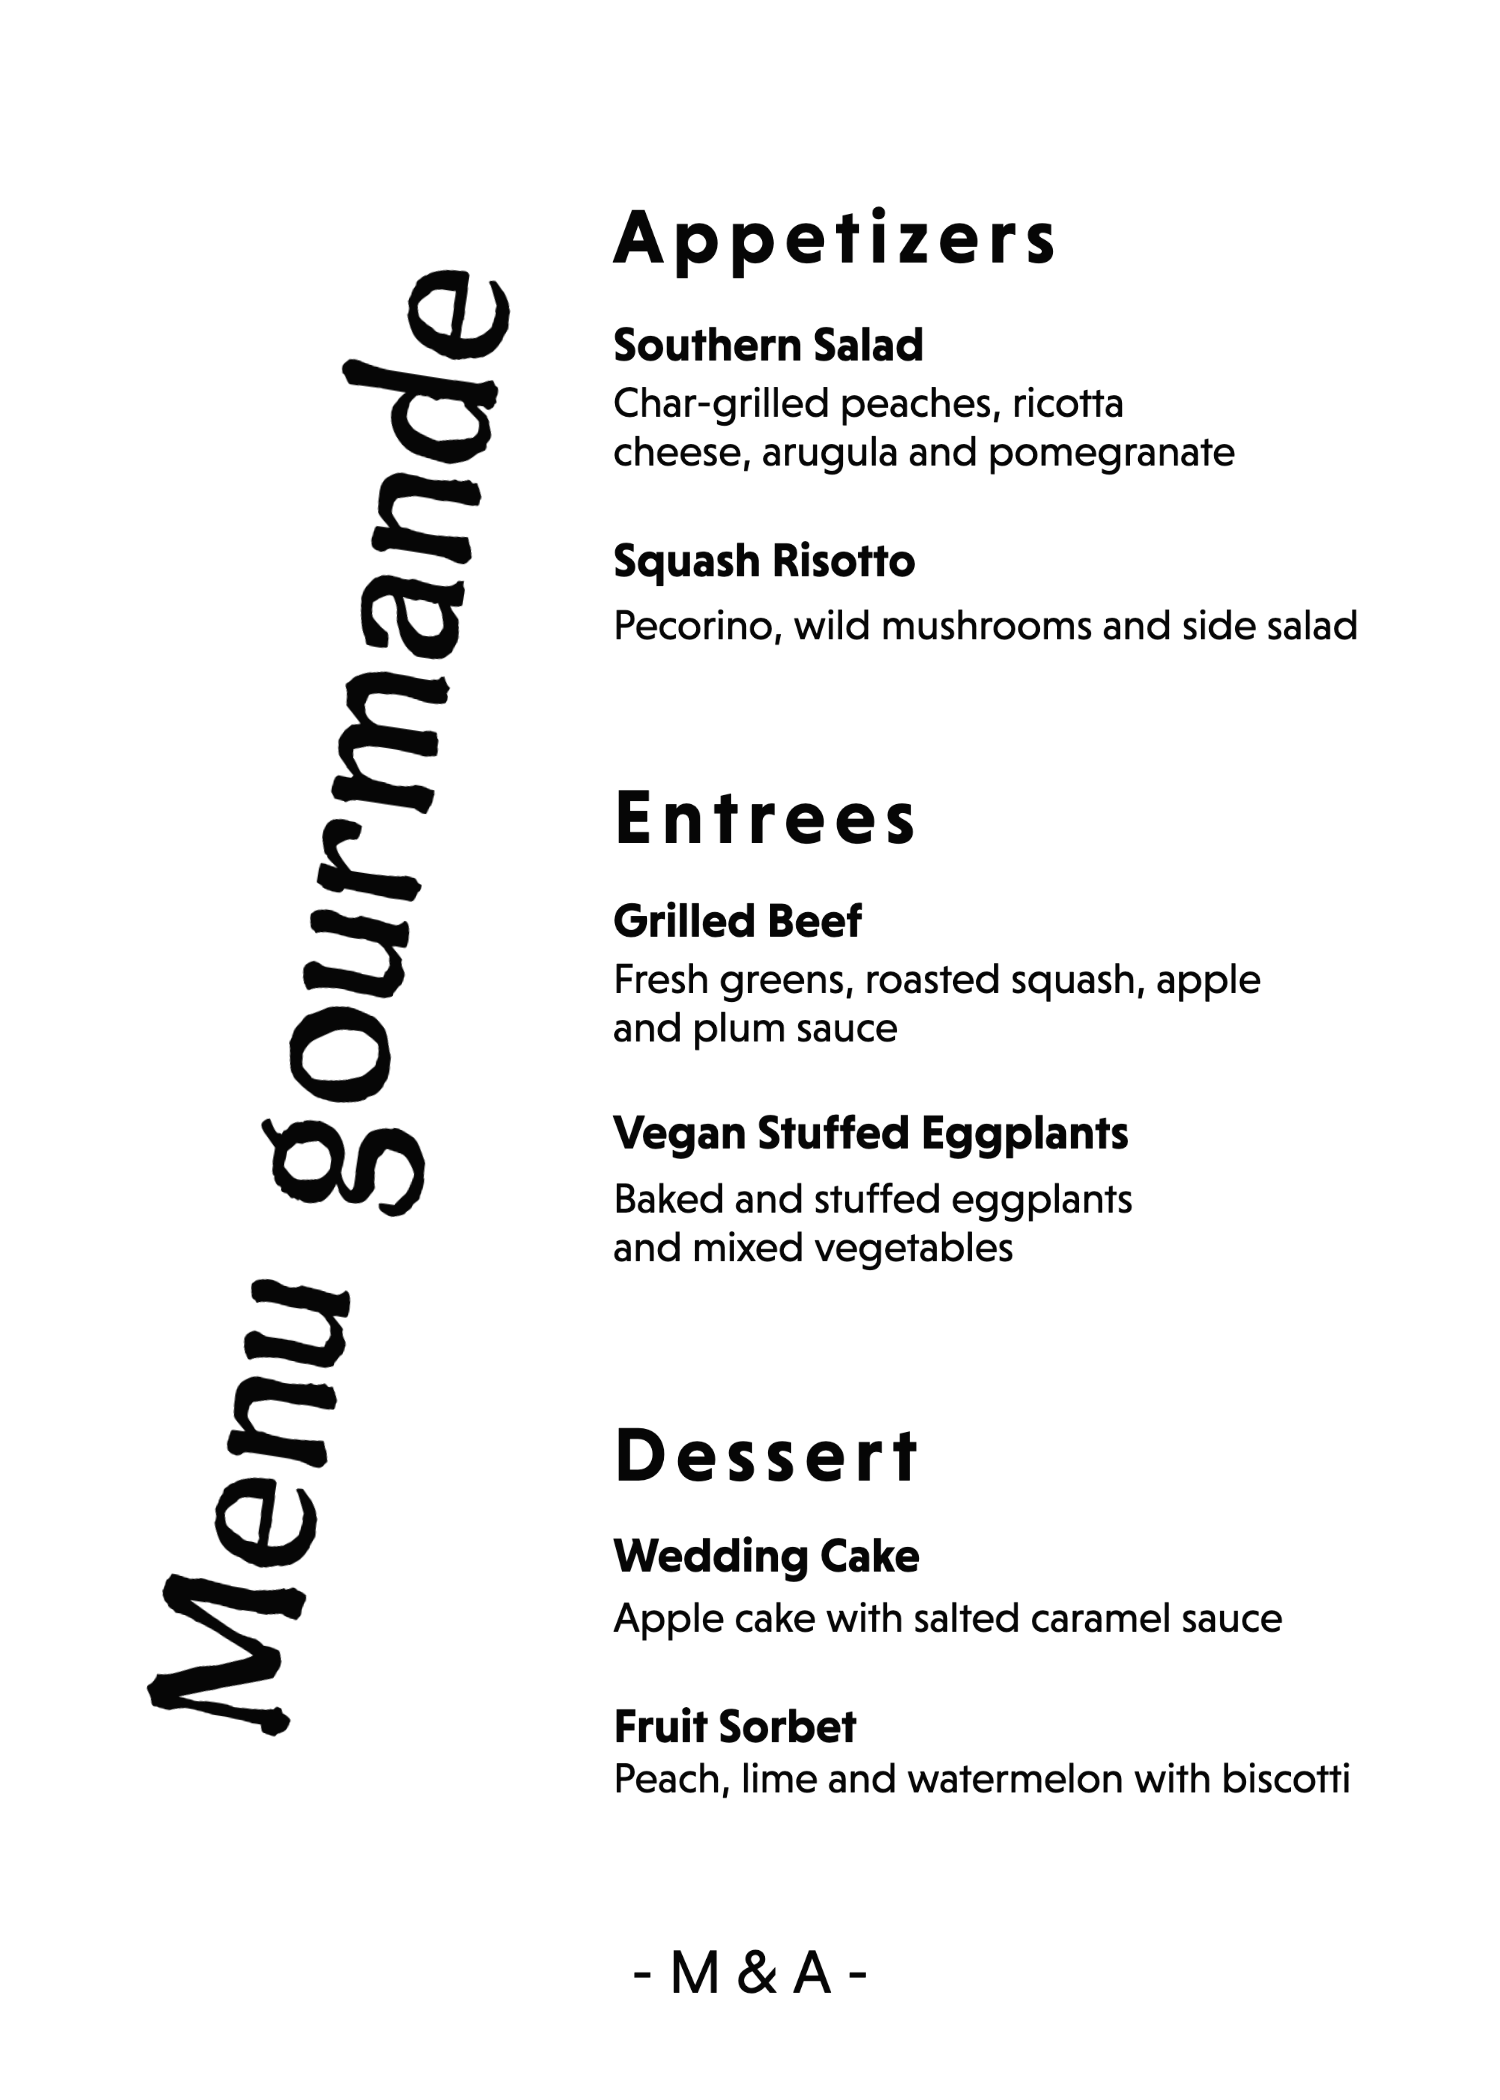 Menu gourmande
Appetizers
Southern Salad
Char-grilled peaches, ricotta
cheese, arugula and pomegranate
Squash Risotto
Pecorino, wild mushrooms and side salad
Entrees
Grilled Beef
Fresh greens, roasted squash, apple
and plum sauce
Vegan Stuffed Eggplants
Baked and stuffed eggplants
and mixed vegetables
Dessert
Wedding Cake
Apple cake with salted caramel sauce
Fruit Sorbet
Peach, lime and watermelon with biscotti
- M & A -